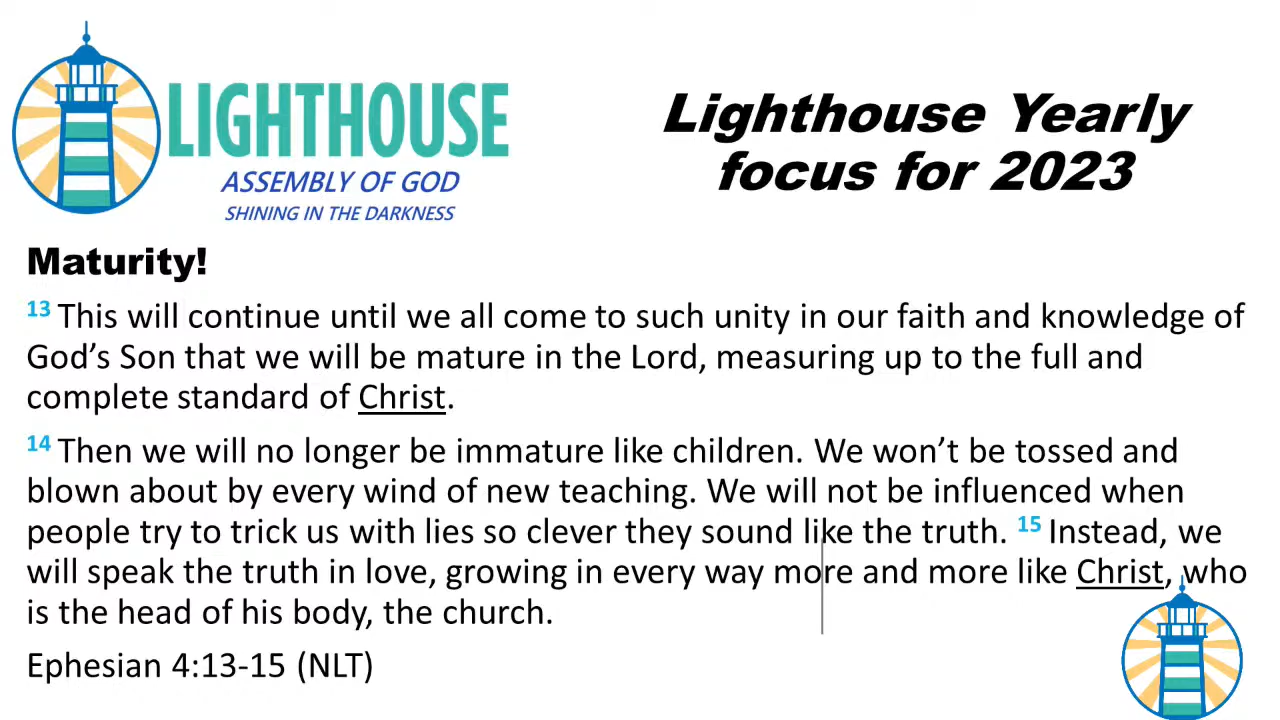 LIGHTHOUSE
ASSEMBLY OF GOD
SHINING IN THE DARKNESS
Lighthouse Yearly
focus for 2023
Maturity!
13 This will continue until we all come to such unity in our faith and knowledge of
God’s Son that we will be mature in the Lord, measuring up to the full and
complete standard of Christ.
14 Then we will no longer be immature like children. We won’t be tossed and
blown about by every wind of new teaching. We will not be influenced when
people try to trick us with lies so clever they sound like the truth. 15 Instead, we
will speak the truth in love, growing in every way more and more like Christ, who
is the head of his body, the church.
Ephesian 4:13-15 (NLT)